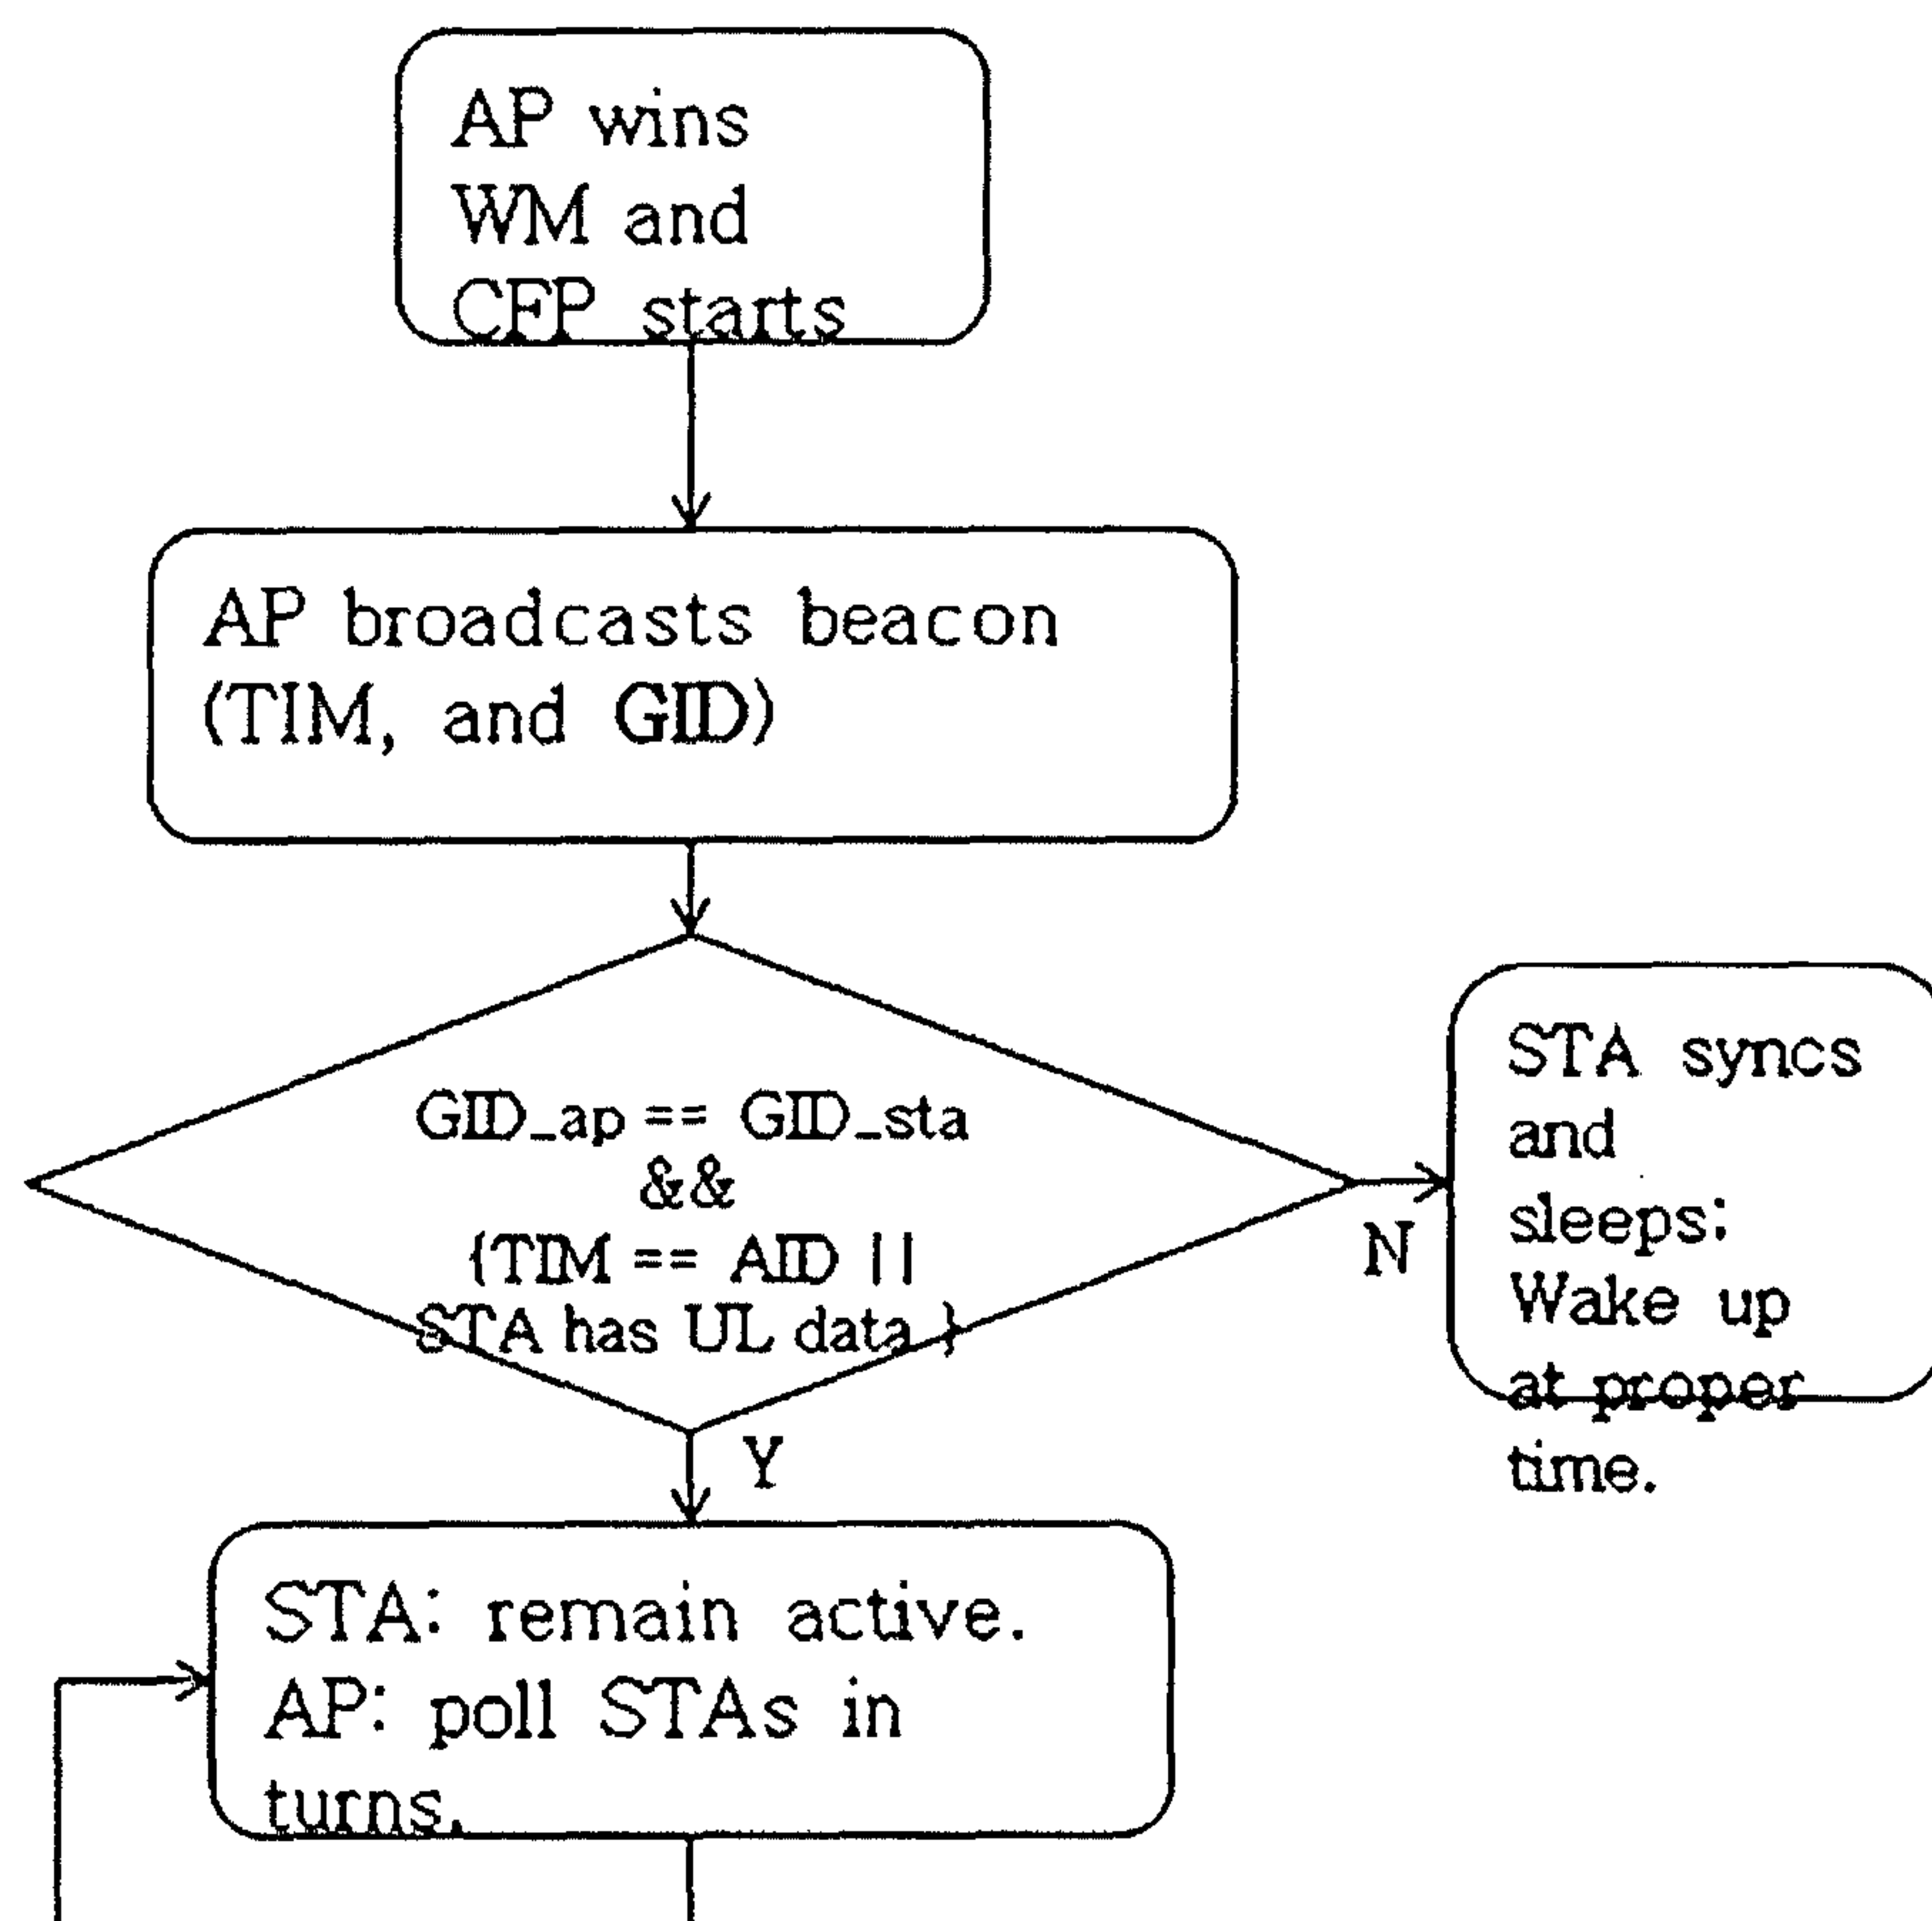 AP wins
WM and
CFP starts
AP broadcasts beacon
(TIM, and GID)
GID_ap == GID_sta
&&
{TIM == AID ||
STA has UL data }
N
STA syncs
and
sleeps:
Wake up
at proper
time.
Y
STA: remain active.
AP: poll STAs in
turns.